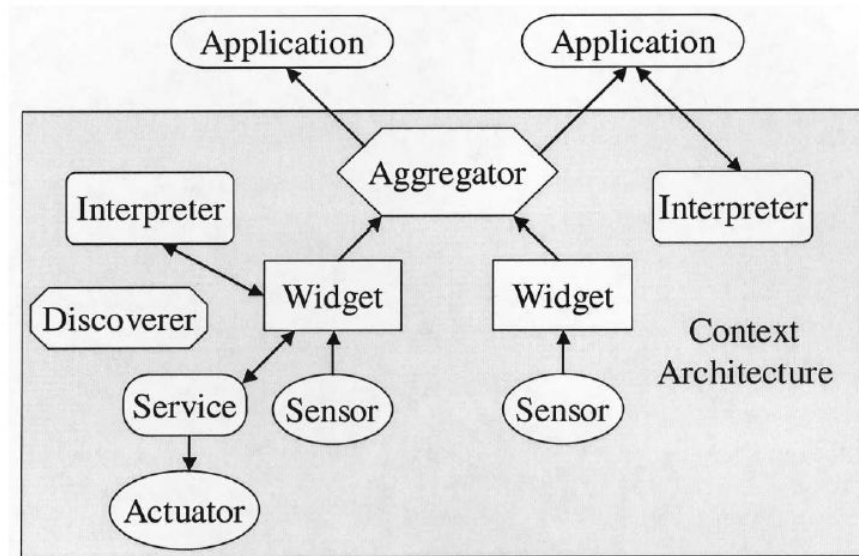 Application
Application
Aggregator
Interpreter
Interpreter
Widget
Widget
Discoverer
Context
Architecture
Service
Sensor
Sensor
Actuator